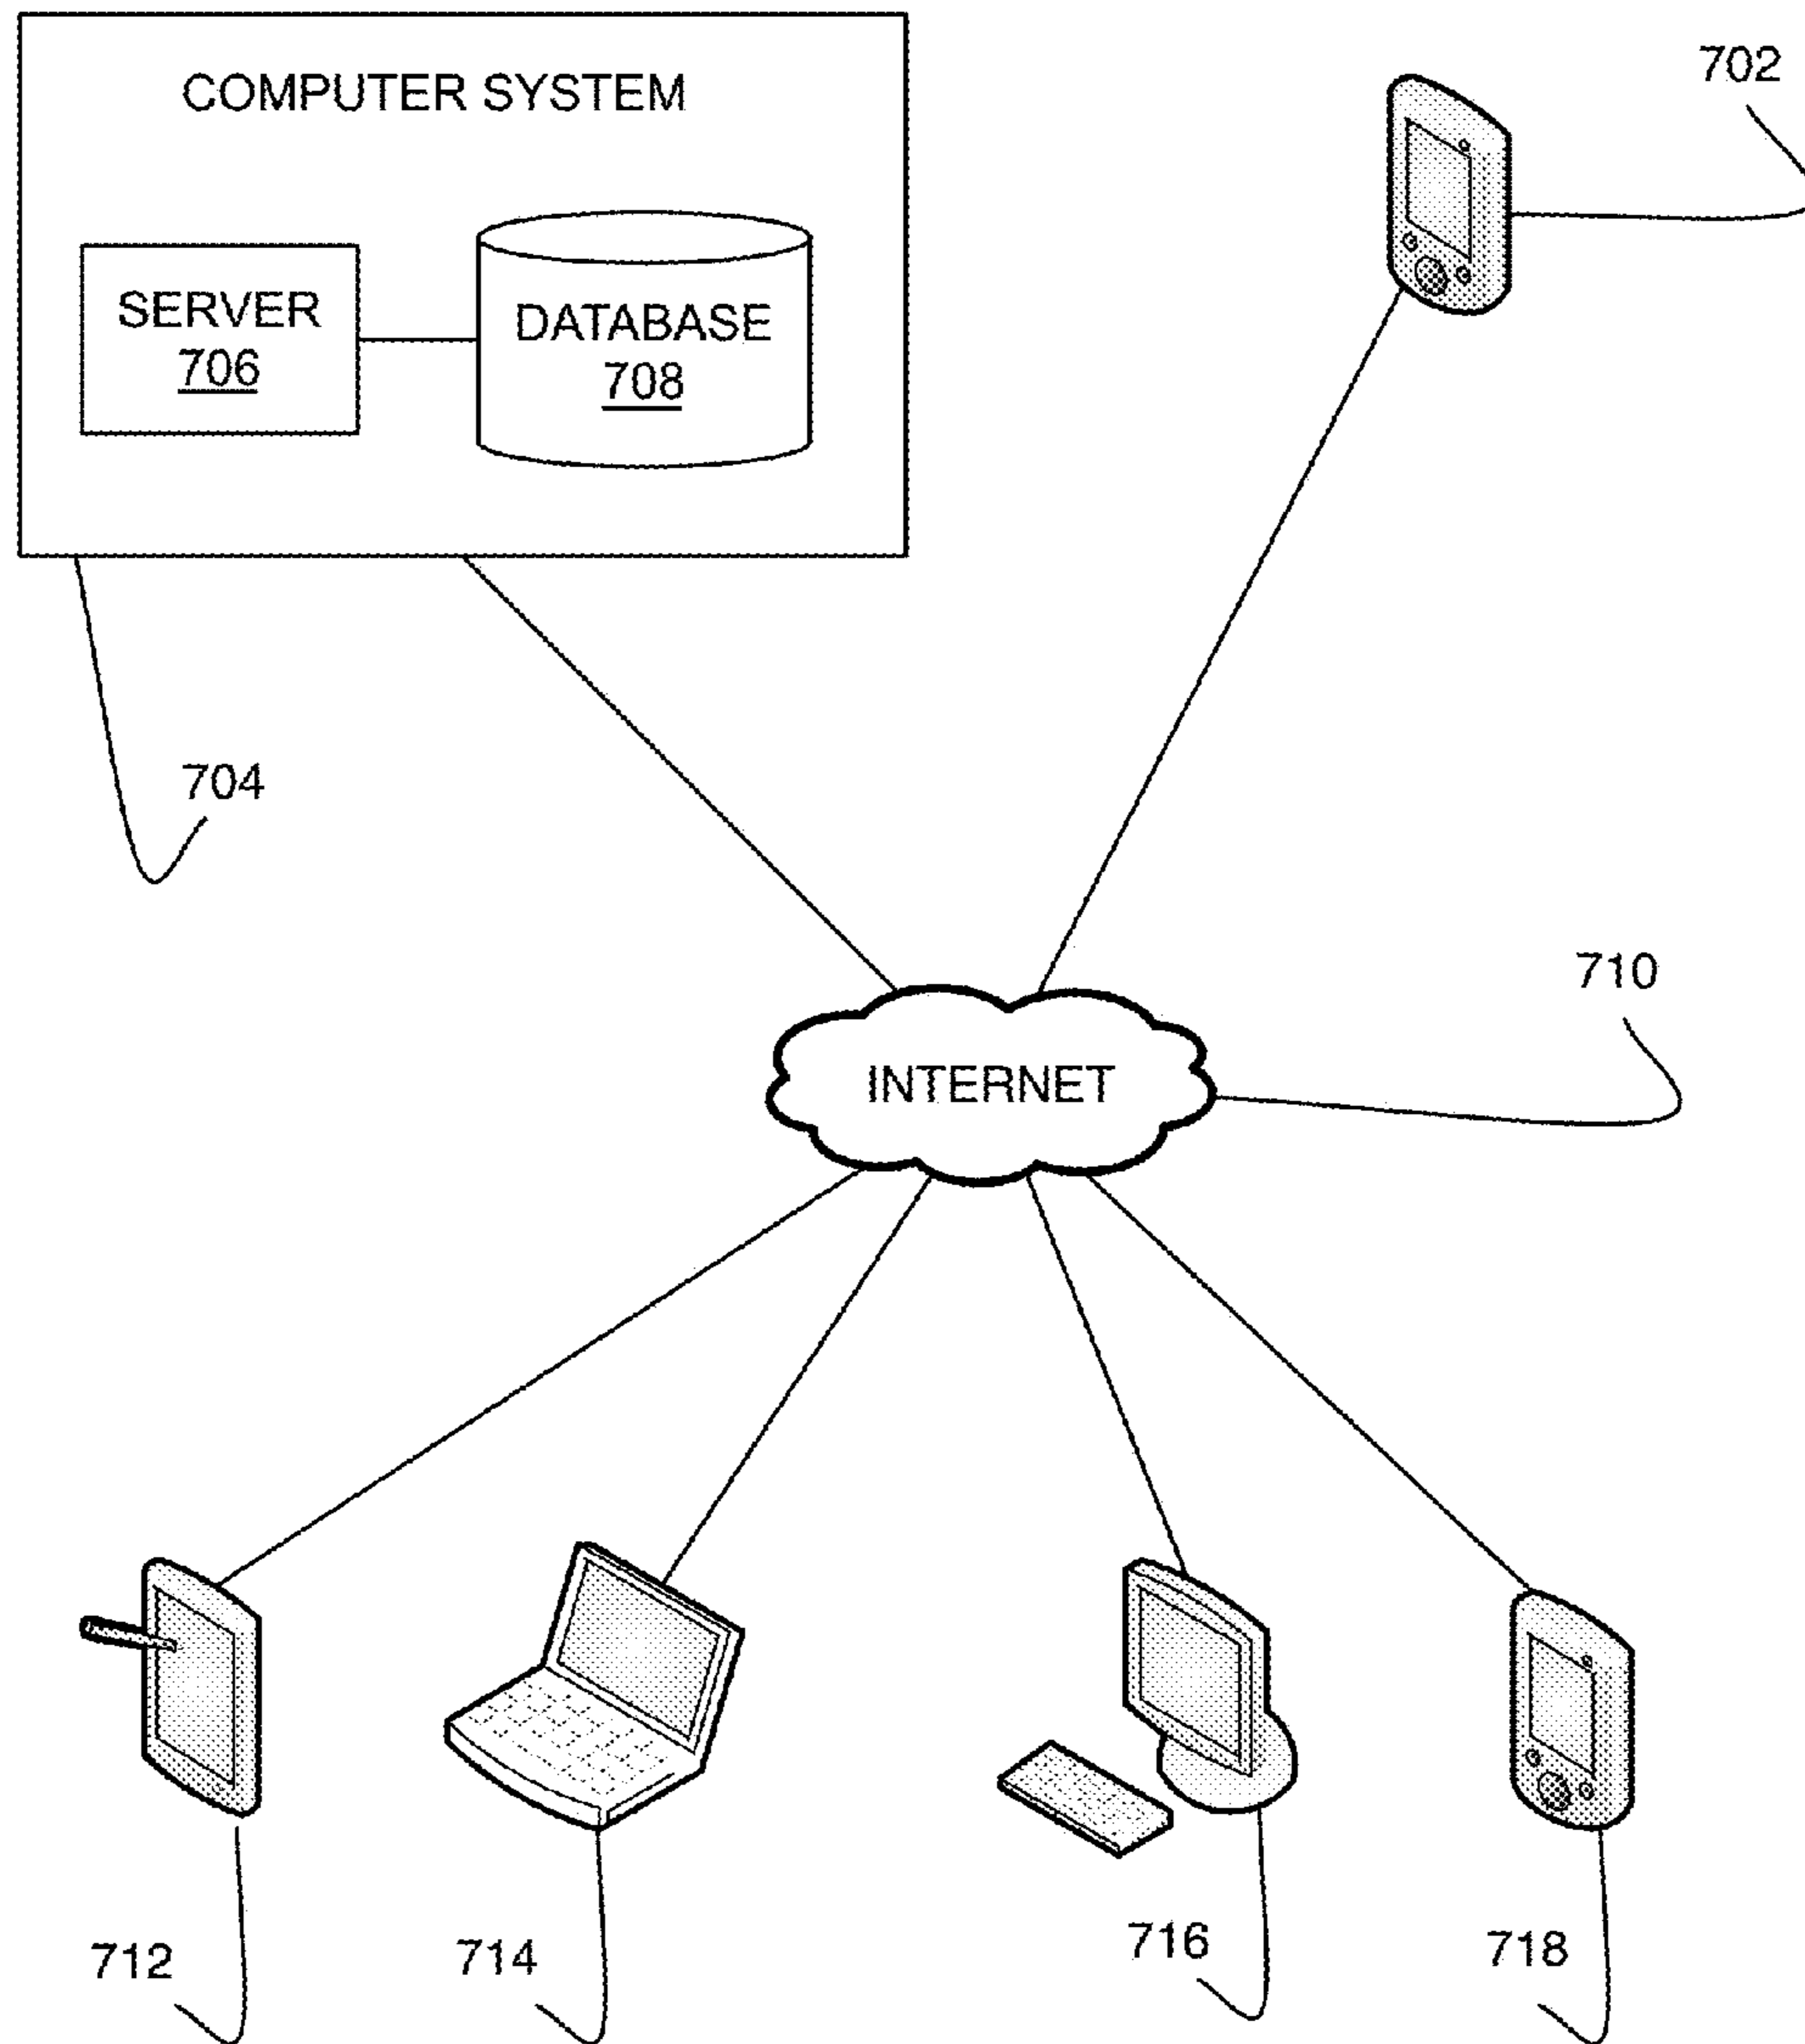 COMPUTER SYSTEM
702
SERVER
706
DATABASE
708
704
710
INTERNET
712
714
716
718